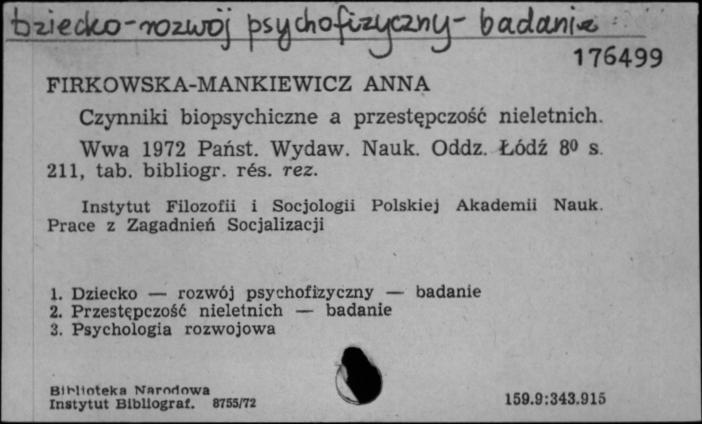 Dziecko-rozwój psychofizyczny-badanie
176499
FIRKOWSKA-MANKIEWICZ ANNA
Czynniki biopsychiczne a przestępczość nieletnich.
Wwa 1972 Państ. Wydaw. Nauk. Oddz. Łódź 8⁰ s.
211, tab. bibliogr. rés. rez.
Instytut Filozofii i Socjologii Polskiej Akademii Nauk.
Prace z Zagadnień Socjalizacji
1. Dziecko — rozwój psychofizyczny — badanie
2. Przestępczość nieletnich — badanie
3. Psychologia rozwojowa
Biblioteka Narodowa
Instytut Bibliograf. 8755/72
159.9:343.915